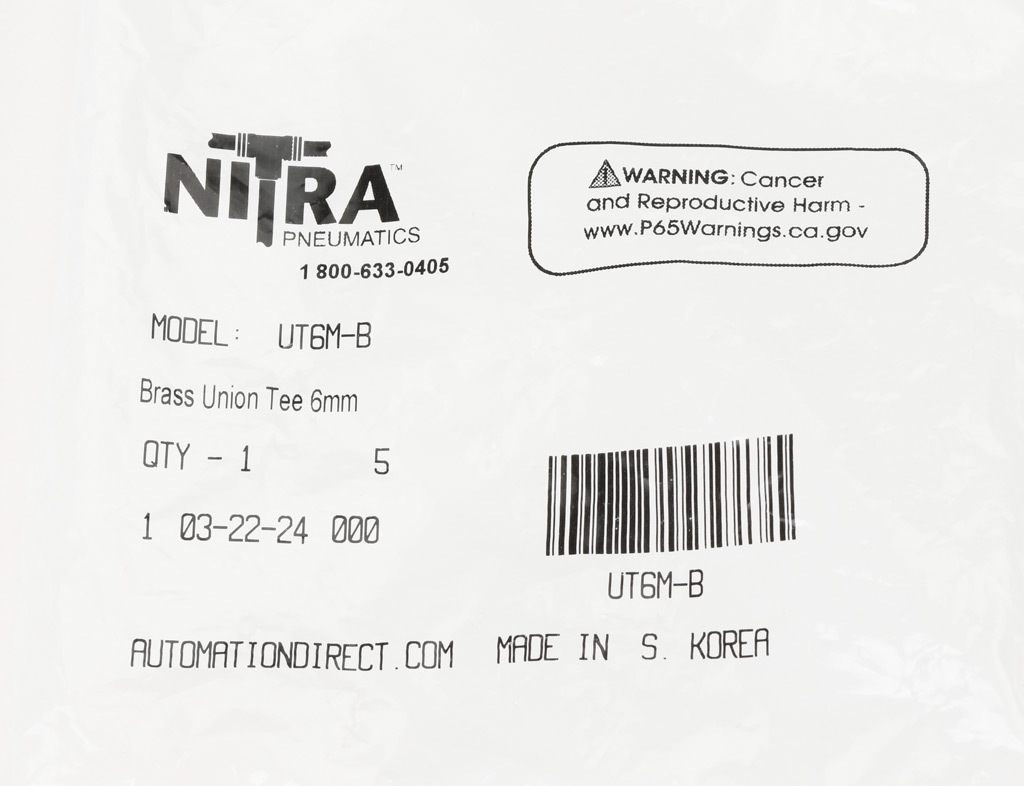 NITRA™
PNEUMATICS
1 800-633-0405
⚠WARNING: Cancer
and Reproductive Harm -
www.P65Warnings.ca.gov
MODEL: UT6M-B
Brass Union Tee 6mm
QTY - 1 5
1 03-22-24 000
UT6M-B
AUTOMATIONDIRECT.COM MADE IN S. KOREA